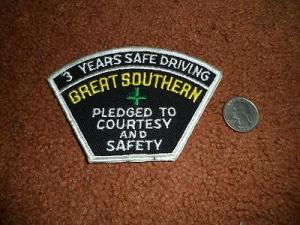 3 YEARS SAFE DRIVING
GREAT SOUTHERN
PLEDGED TO
COURTESY
AND
SAFETY